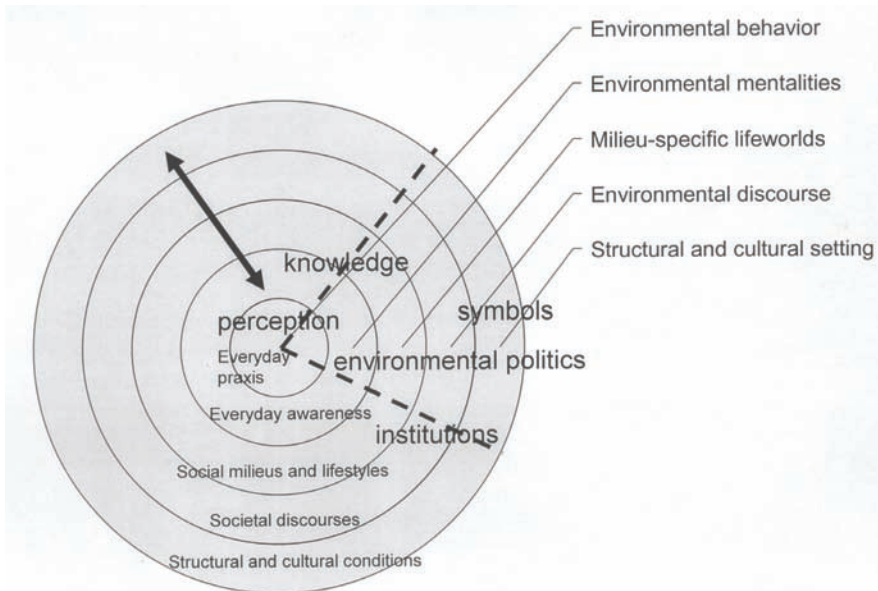 Environmental behavior
Environmental mentalities
Milieu-specific lifeworlds
Environmental discourse
Structural and cultural setting
knowledge
symbols
perception
environmental politics
Everyday
praxis
Everyday awareness
institutions
Social milieus and lifestyles
Societal discourses
Structural and cultural conditions